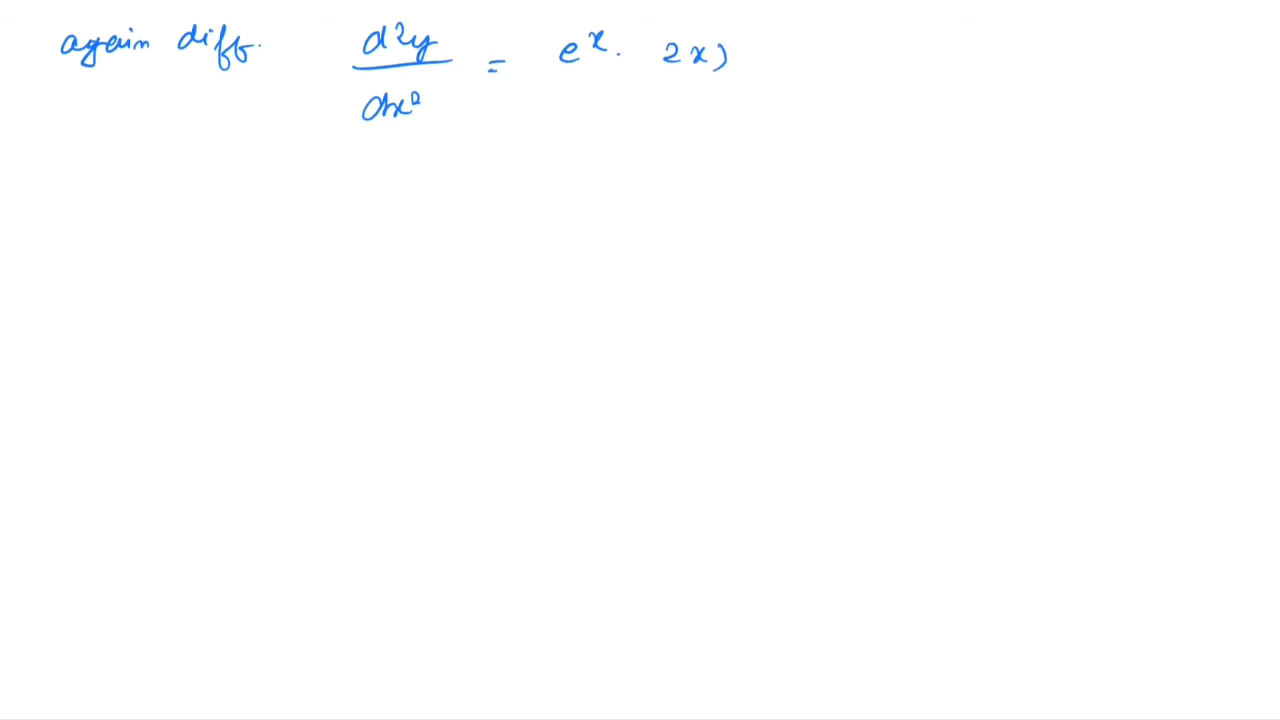 again diff. d²y/dx² = eˣ. 2x)